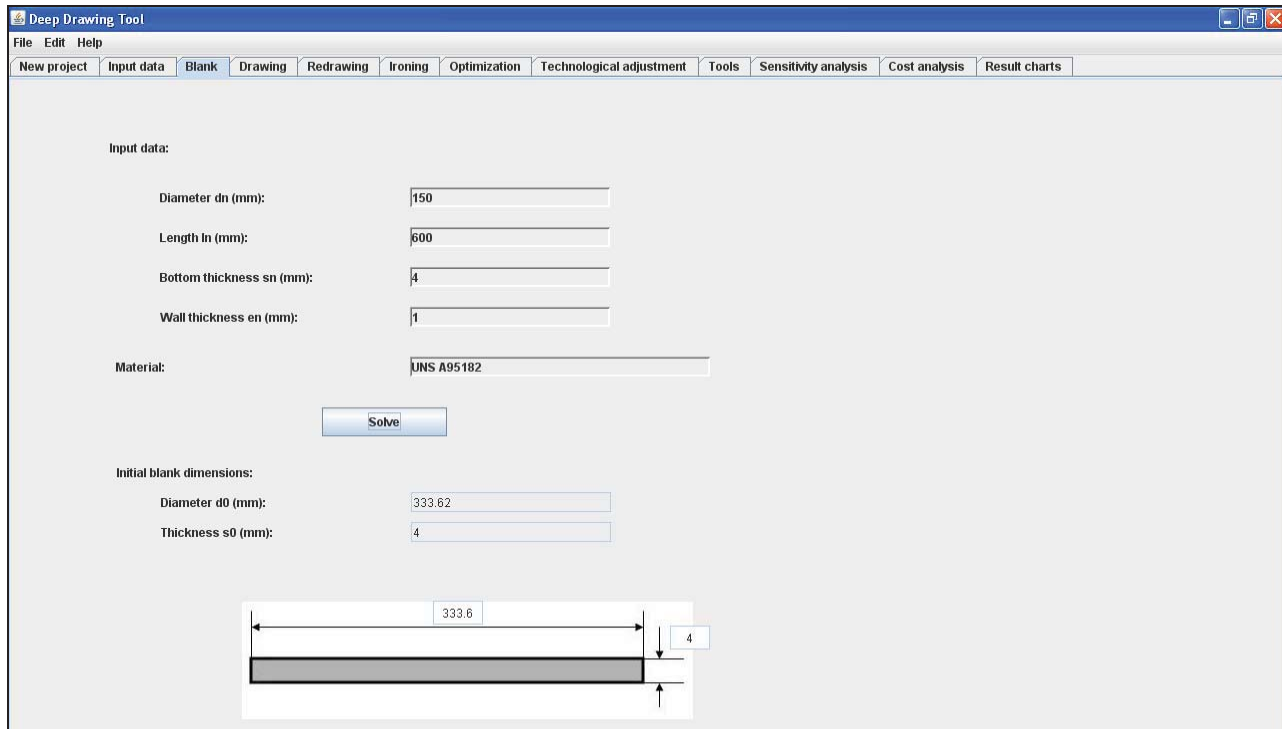 Deep Drawing Tool
File Edit Help
New project Input data Blank Drawing Redrawing Ironing Optimization Technological adjustment Tools Sensitivity analysis Cost analysis Result charts
Input data:
Diameter dn (mm): 150
Length ln (mm): 600
Bottom thickness sn (mm): 4
Wall thickness en (mm): 1
Material: UNS A95182
Solve
Initial blank dimensions:
Diameter d0 (mm): 333.62
Thickness s0 (mm): 4
333.6
4